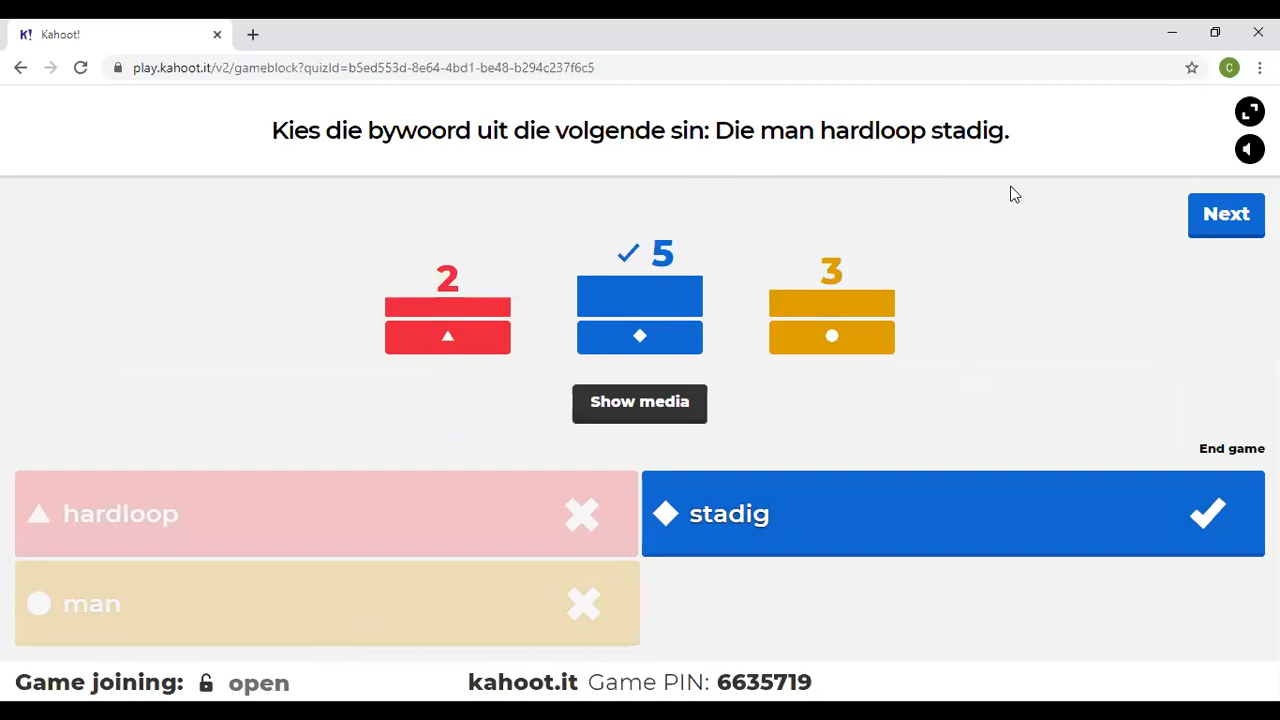 K! Kahoot!
play.kahoot.it/v2/gameblock?quizId=b5ed553d-8e64-4bd1-be48-b294c237f6c5
C
Kies die bywoord uit die volgende sin: Die man hardloop stadig.
Next
2
5
3
Show media
End game
hardloop
stadig
man
Game joining: open
kahoot.it Game PIN: 6635719